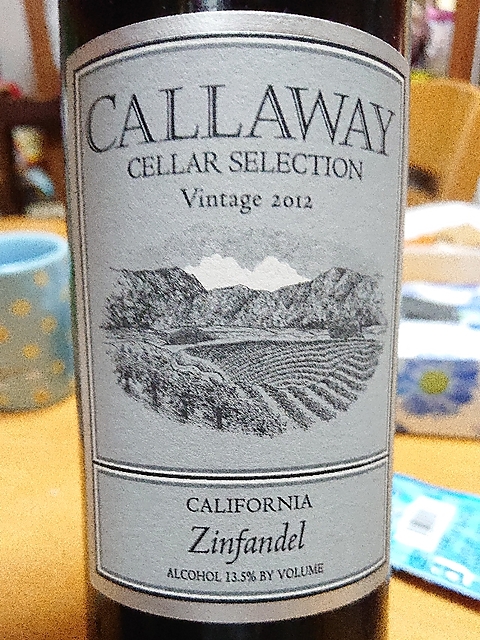 CALLAWAY
CELLAR SELECTION
Vintage 2012
CALIFORNIA
Zinfandel
ALCOHOL 13.5% BY VOLUME